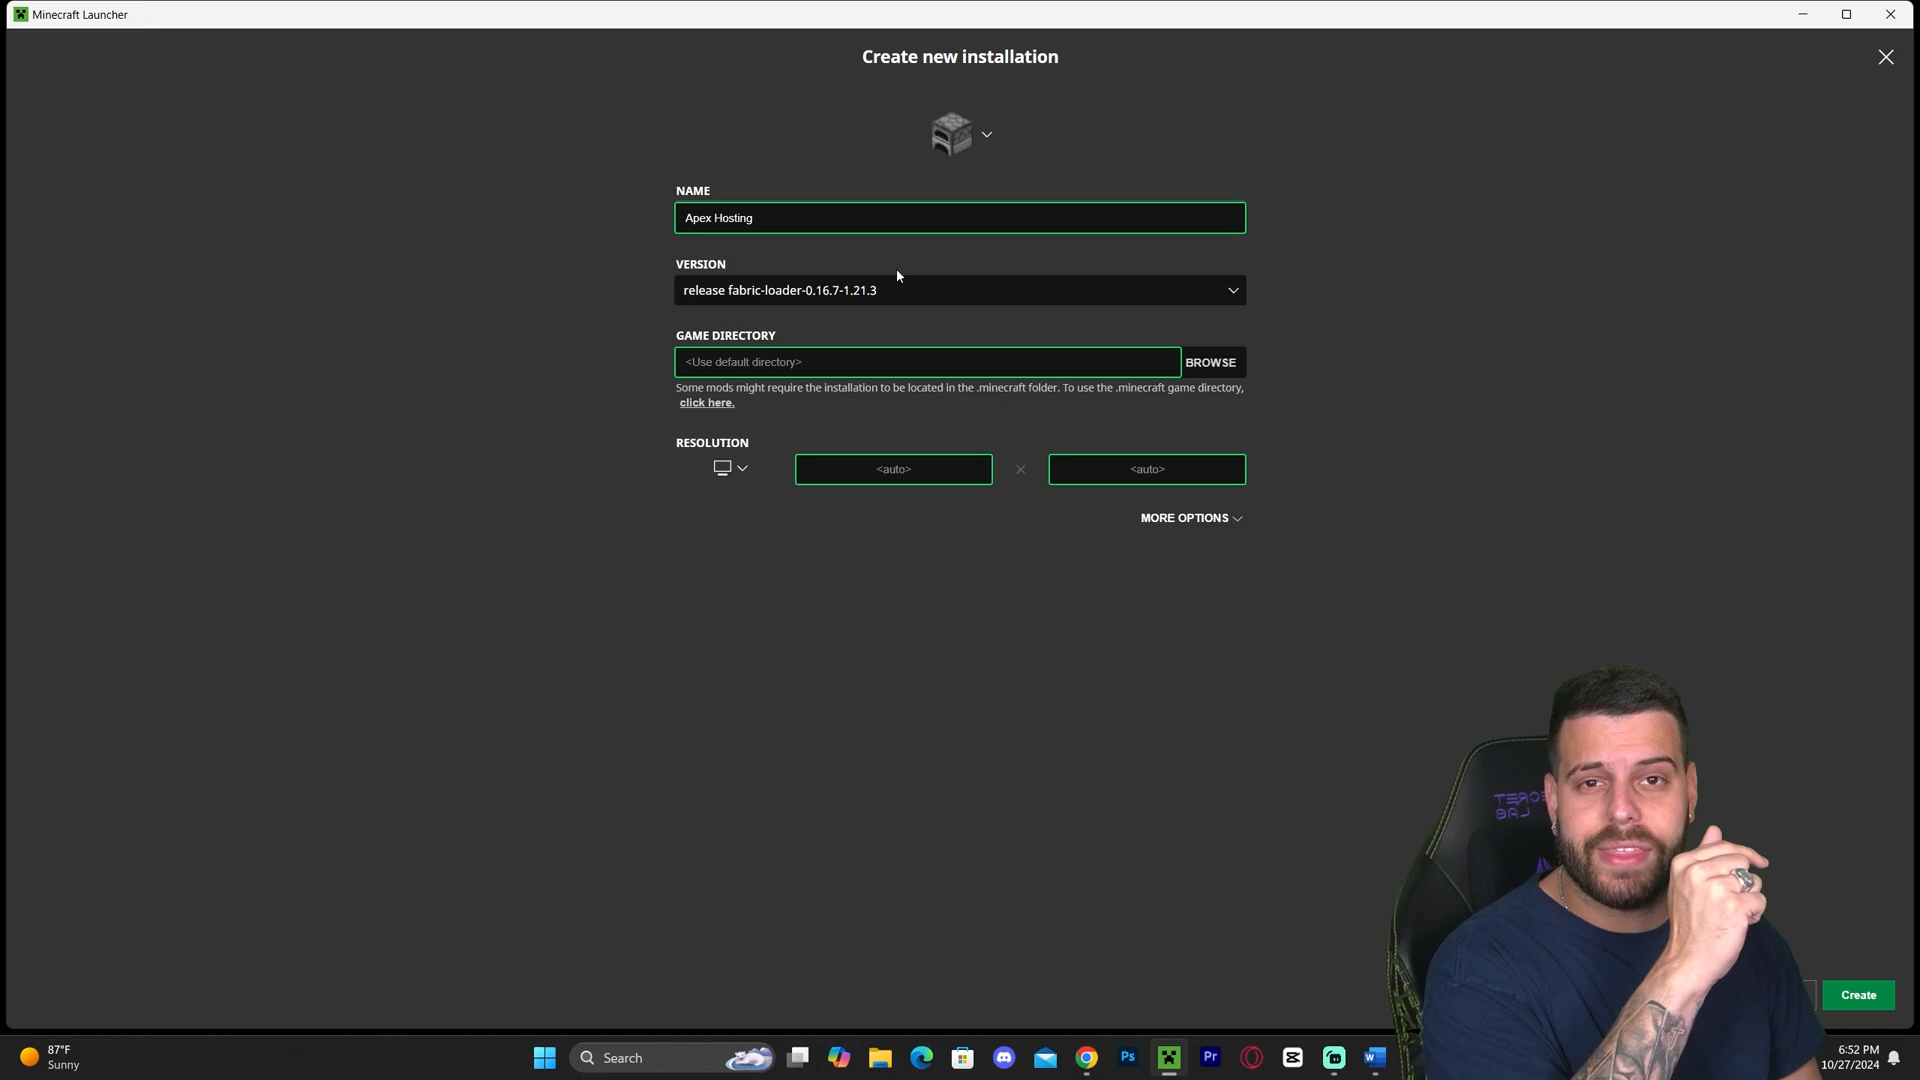 Minecraft Launcher
Create new installation
NAME
Apex Hosting
VERSION
release fabric-loader-0.16.7-1.21.3
GAME DIRECTORY
<Use default directory>
BROWSE
Some mods might require the installation to be located in the .minecraft folder. To use the .minecraft game directory,
click here.
RESOLUTION
<auto>
<auto>
MORE OPTIONS
Create
87°F
Sunny
Search
Ps
Pr
6:52 PM
10/27/2024